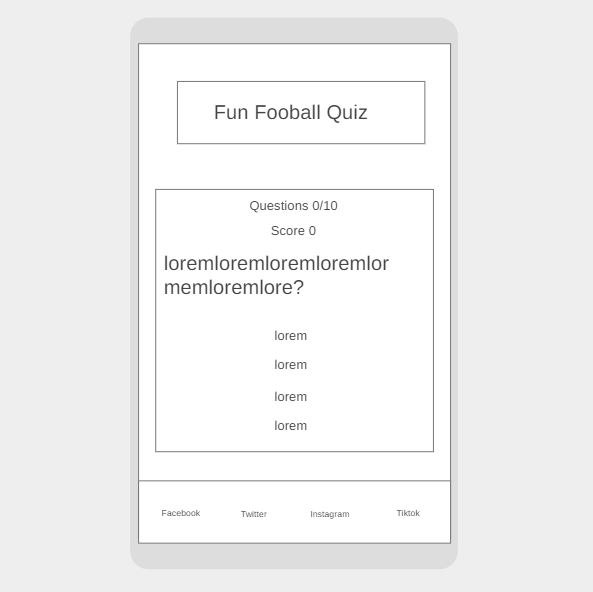 Fun Fooball Quiz
Questions 0/10
Score 0
loremloremloremloremlor
memloremlore?
lorem
lorem
lorem
lorem
Facebook Twitter Instagram Tiktok